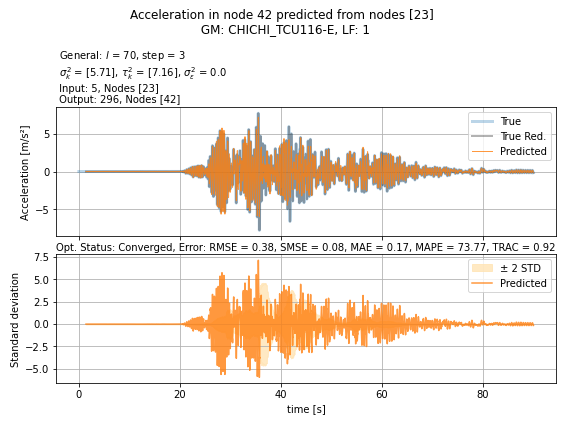 Acceleration in node 42 predicted from nodes [23]
GM: CHICHI_TCU116-E, LF: 1
General: l = 70, step = 3
σ²ₖ = [5.71], τ²ₖ = [7.16], σ²ε = 0.0
Input: 5, Nodes [23]
Output: 296, Nodes [42]
Acceleration [m/s²]
5
0
−5
True
True Red.
Predicted
Opt. Status: Converged, Error: RMSE = 0.38, SMSE = 0.08, MAE = 0.17, MAPE = 73.77, TRAC = 0.92
Standard deviation
7.5
5.0
2.5
0.0
−2.5
−5.0
± 2 STD
Predicted
0 20 40 60 80
time [s]